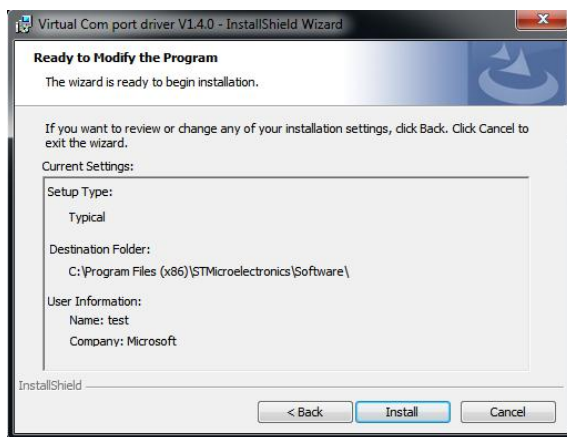 Virtual Com port driver V1.4.0 - InstallShield Wizard
Ready to Modify the Program
The wizard is ready to begin installation.
If you want to review or change any of your installation settings, click Back. Click Cancel to
exit the wizard.
Current Settings:
Setup Type:
Typical
Destination Folder:
C:\Program Files (x86)\STMicroelectronics\Software\
User Information:
Name: test
Company: Microsoft
InstallShield
< Back Install Cancel